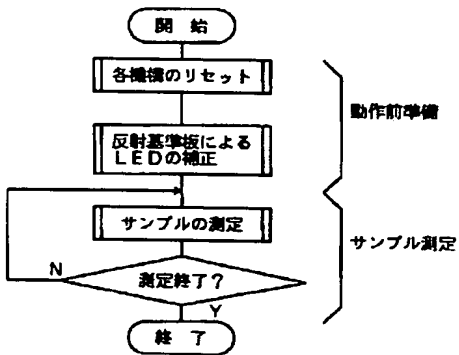 開 始
各機構のリセット
動作前準備
反射基準板による
LEDの補正
サンプルの測定
サンプル測定
N
測定終了?
Y
終 了